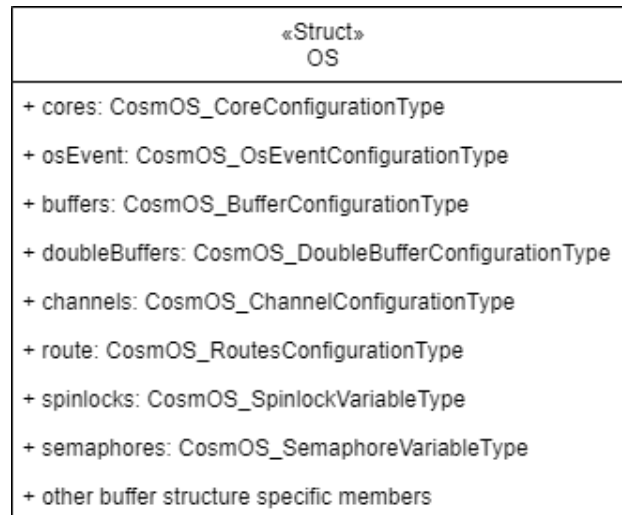 «Struct»
OS
+ cores: CosmOS_CoreConfigurationType
+ osEvent: CosmOS_OsEventConfigurationType
+ buffers: CosmOS_BufferConfigurationType
+ doubleBuffers: CosmOS_DoubleBufferConfigurationType
+ channels: CosmOS_ChannelConfigurationType
+ route: CosmOS_RoutesConfigurationType
+ spinlocks: CosmOS_SpinlockVariableType
+ semaphores: CosmOS_SemaphoreVariableType
+ other buffer structure specific members